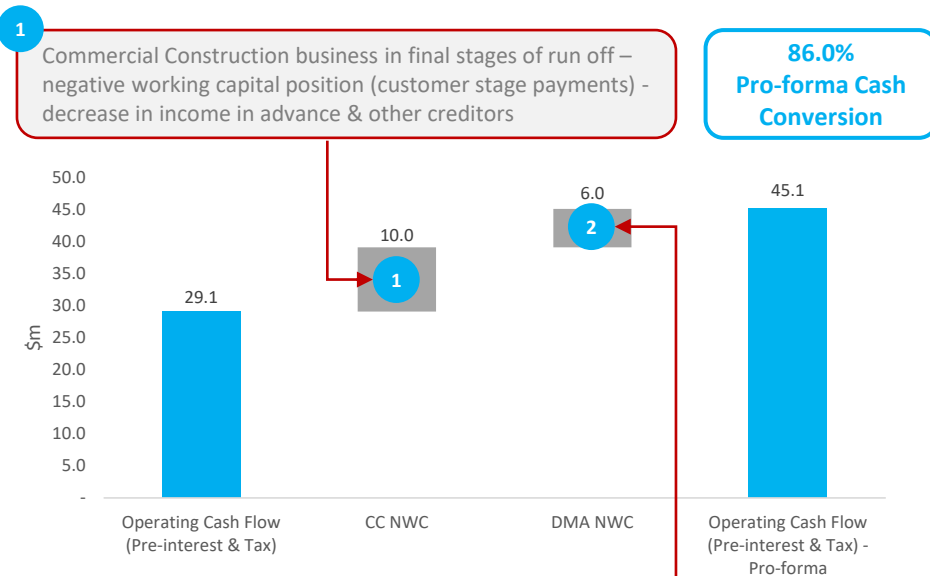 1
Commercial Construction business in final stages of run off –
negative working capital position (customer stage payments) -
decrease in income in advance & other creditors
86.0%
Pro-forma Cash
Conversion
$m
50.0
45.0
40.0
35.0
30.0
25.0
20.0
15.0
10.0
5.0
-
29.1
10.0
1
6.0
2
45.1
Operating Cash Flow
(Pre-interest & Tax)
CC NWC
DMA NWC
Operating Cash Flow
(Pre-interest & Tax) -
Pro-forma